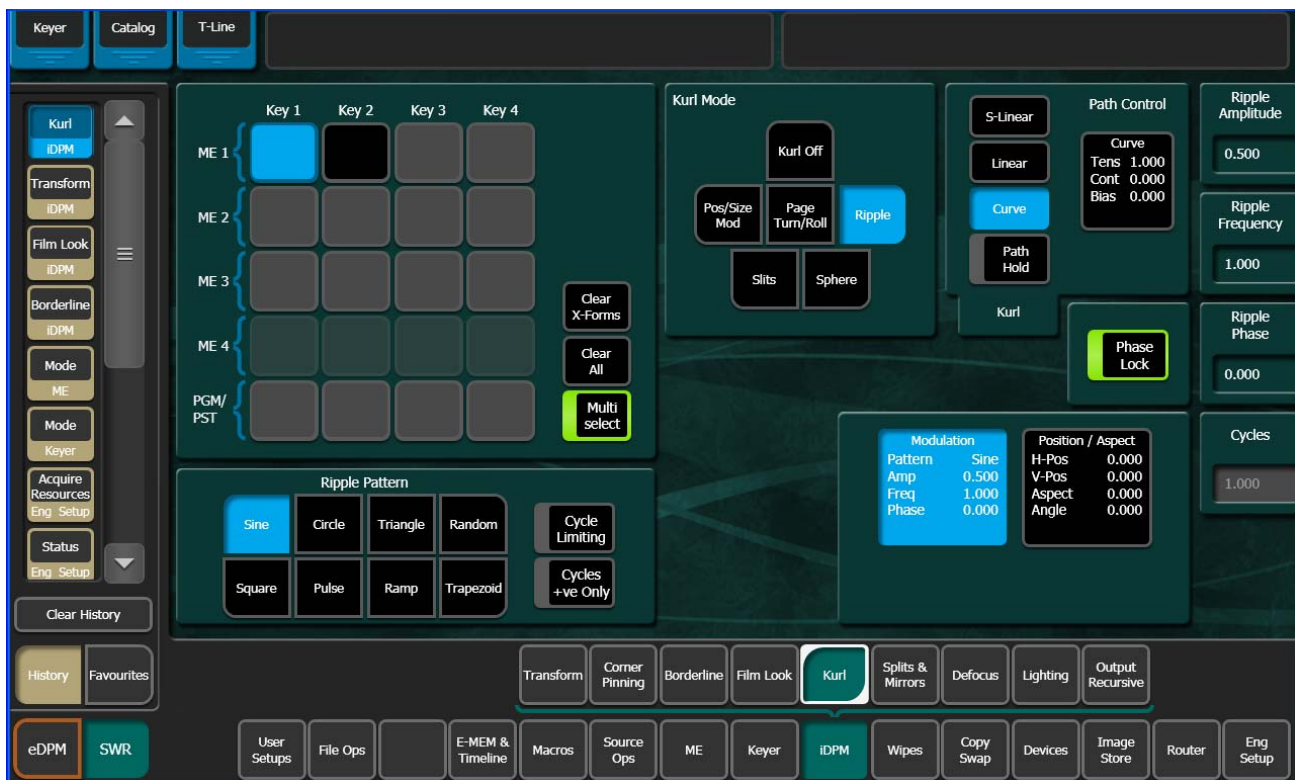 Keyer
Catalog
T-Line
Kurl
iDPM
Transform
iDPM
Film Look
iDPM
Borderline
iDPM
Mode
ME
Mode
Keyer
Acquire
Resources
Eng Setup
Status
Eng Setup
Clear History
History
Favourites
Key 1
Key 2
Key 3
Key 4
ME 1
ME 2
ME 3
ME 4
PGM/
PST
Clear
X-Forms
Clear
All
Multi
select
Ripple Pattern
Sine
Circle
Triangle
Random
Square
Pulse
Ramp
Trapezoid
Cycle
Limiting
Cycles
+ve Only
Kurl Mode
Kurl Off
Pos/Size
Mod
Page
Turn/Roll
Ripple
Slits
Sphere
S-Linear
Linear
Curve
Path
Hold
Path Control
Curve
Tens 1.000
Cont 0.000
Bias 0.000
Kurl
Phase
Lock
Modulation
Pattern Sine
Amp 0.500
Freq 1.000
Phase 0.000
Position / Aspect
H-Pos 0.000
V-Pos 0.000
Aspect 0.000
Angle 0.000
Ripple
Amplitude
0.500
Ripple
Frequency
1.000
Ripple
Phase
0.000
Cycles
1.000
Transform
Corner
Pinning
Borderline
Film Look
Kurl
Splits &
Mirrors
Defocus
Lighting
Output
Recursive
eDPM
SWR
User
Setups
File Ops
E-MEM &
Timeline
Macros
Source
Ops
ME
Keyer
iDPM
Wipes
Copy
Swap
Devices
Image
Store
Router
Eng
Setup